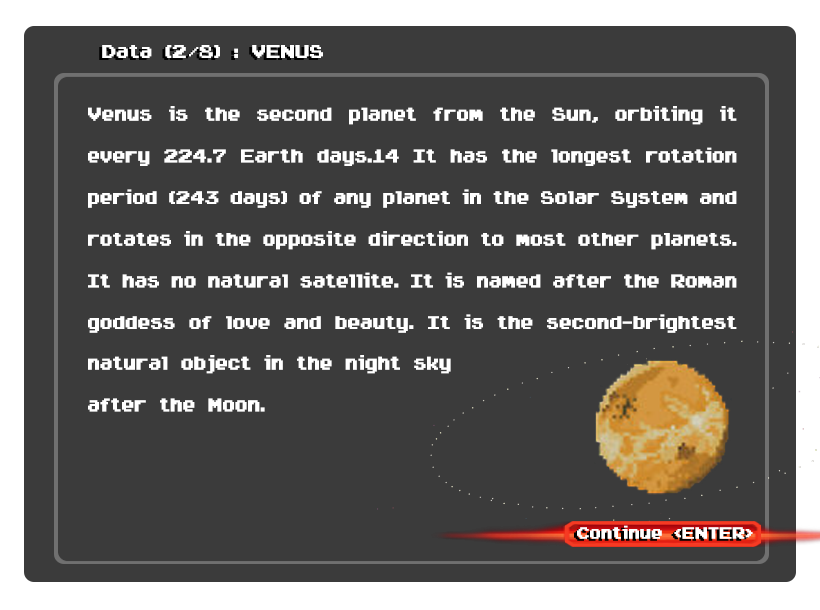 Data (2/8) : VENUS
Venus is the second planet from the Sun, orbiting it
every 224.7 Earth days.14 It has the longest rotation
period (243 days) of any planet in the Solar System and
rotates in the opposite direction to most other planets.
It has no natural satellite. It is named after the Roman
goddess of love and beauty. It is the second-brightest
natural object in the night sky
after the Moon.
Continue <ENTER>